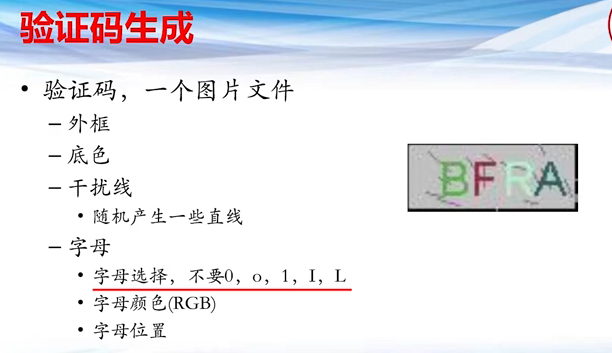 验证码生成
• 验证码，一个图片文件
– 外框
– 底色
– 干扰线
• 随机产生一些直线
– 字母
• 字母选择，不要0，o，1，I，L
• 字母颜色(RGB)
• 字母位置
BFRA